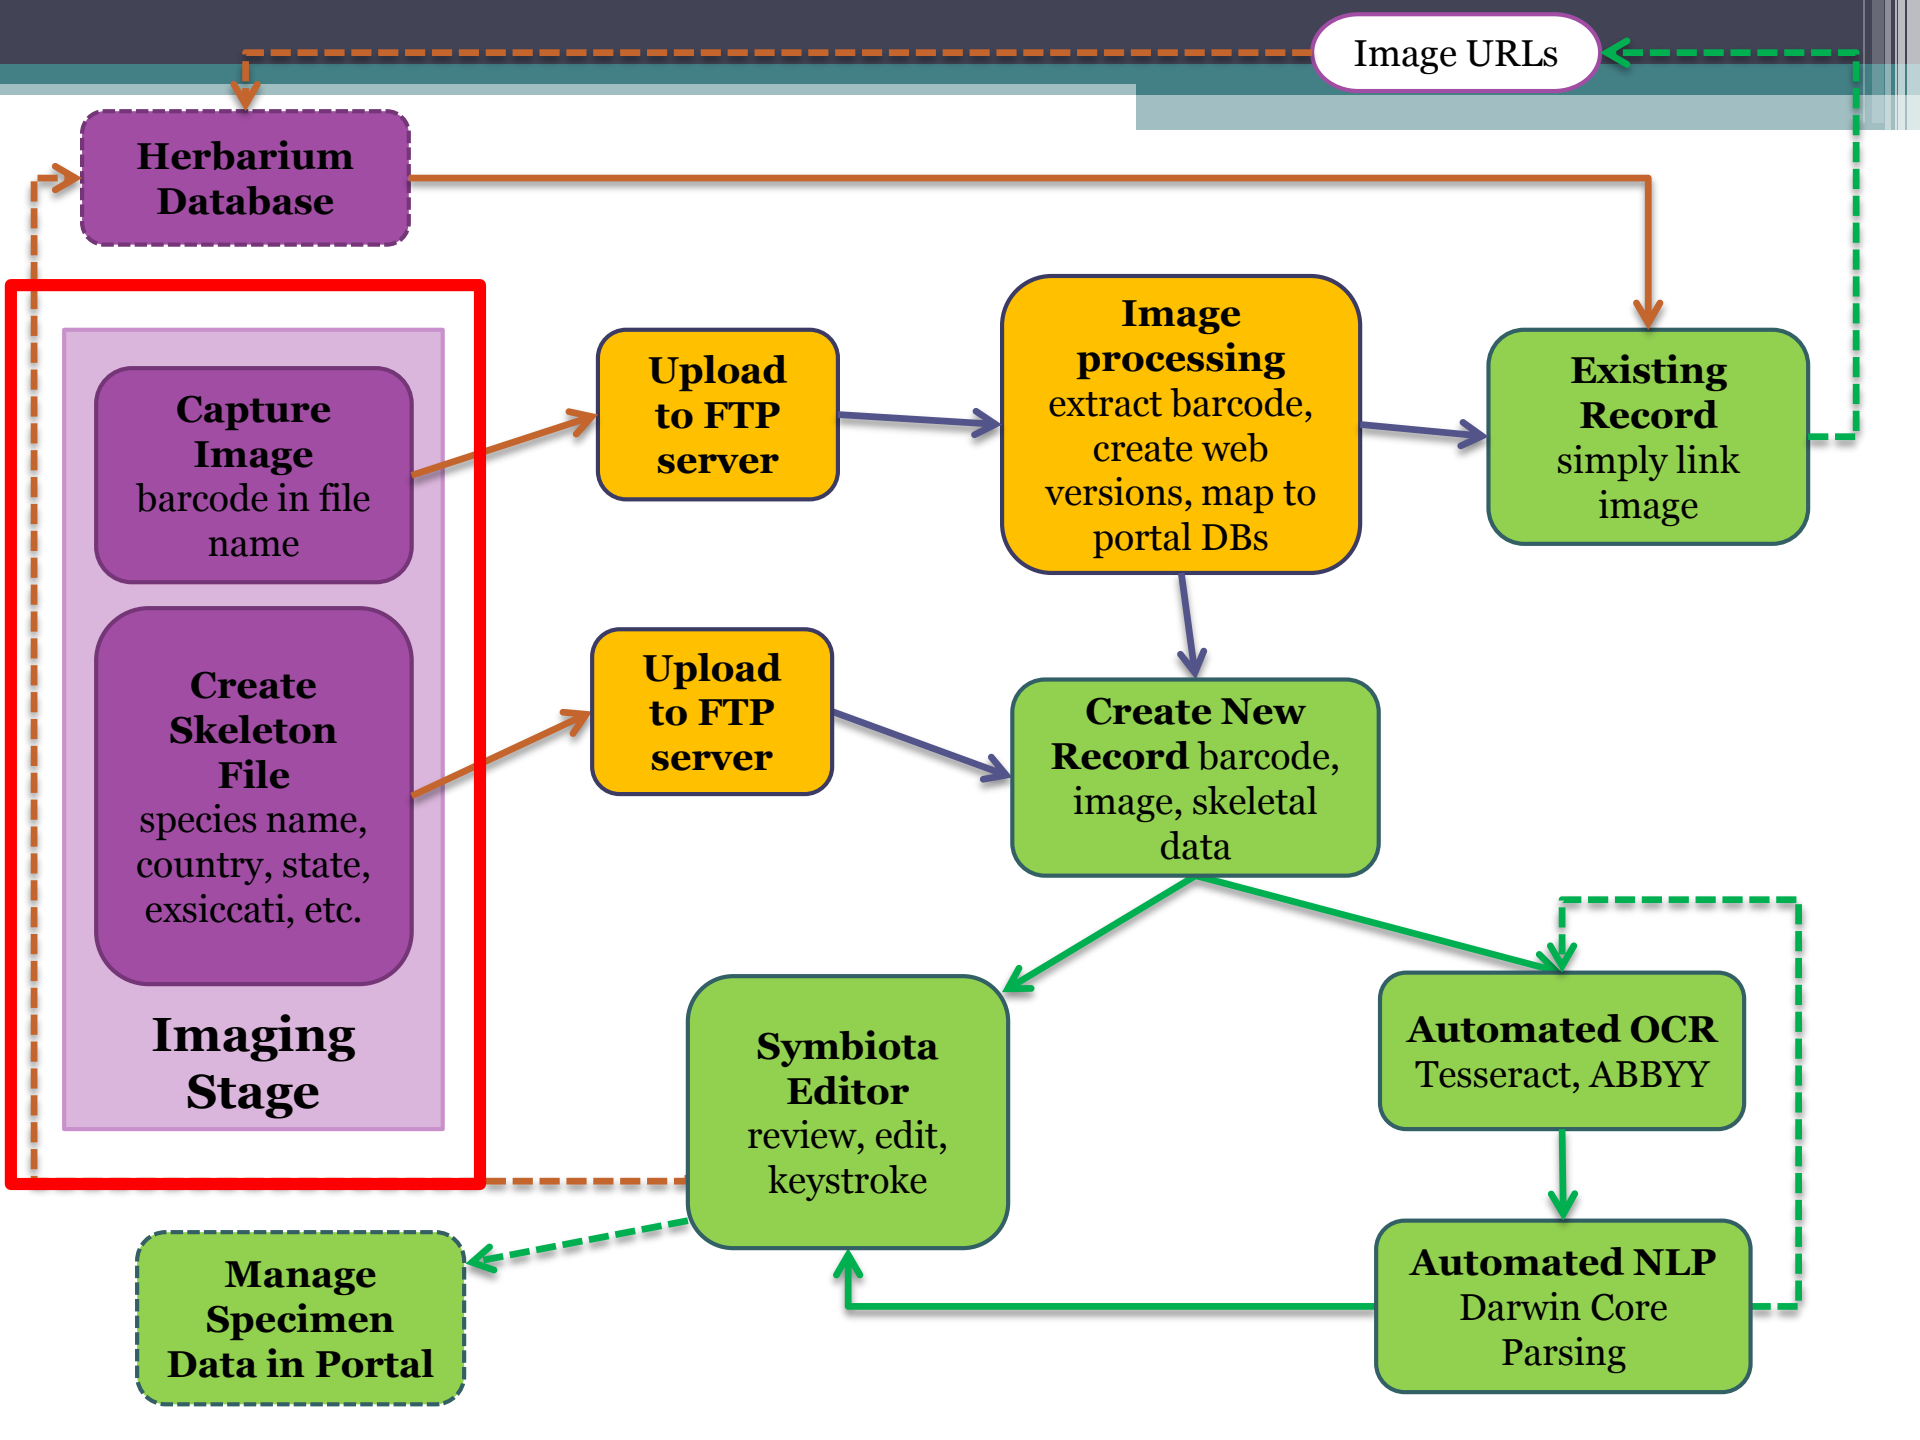 Image URLs
Herbarium
Database
Capture
Image
barcode in file
name
Create
Skeleton
File
species name,
country, state,
exsiccati, etc.
Imaging
Stage
Upload
to FTP
server
Upload
to FTP
server
Image
processing
extract barcode,
create web
versions, map to
portal DBs
Existing
Record
simply link
image
Create New
Record barcode,
image, skeletal
data
Symbiota
Editor
review, edit,
keystroke
Automated OCR
Tesseract, ABBYY
Automated NLP
Darwin Core
Parsing
Manage
Specimen
Data in Portal